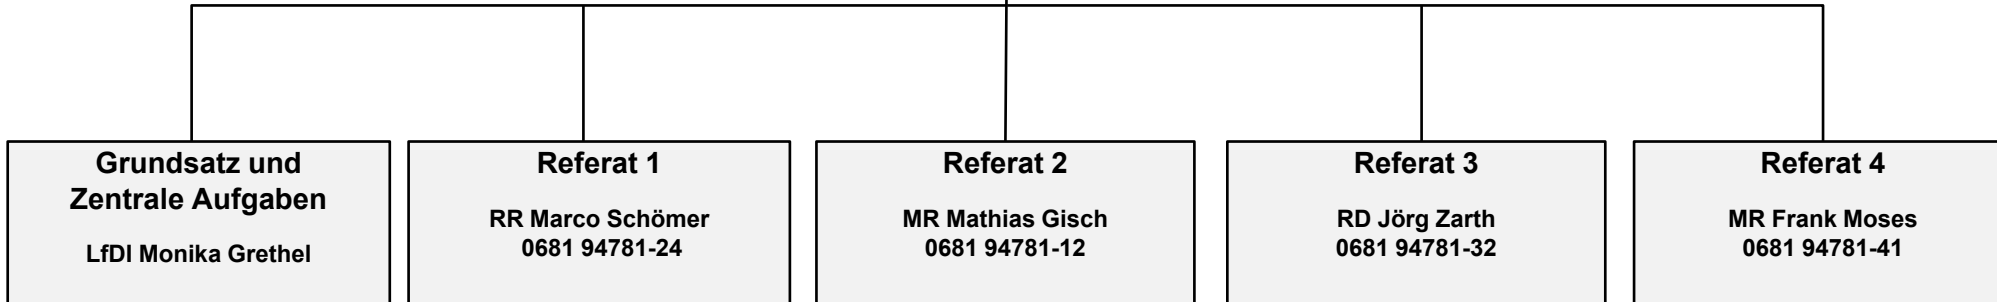 Grundsatz und
Zentrale Aufgaben
LfDI Monika Grethel
Referat 1
RR Marco Schömer
0681 94781-24
Referat 2
MR Mathias Gisch
0681 94781-12
Referat 3
RD Jörg Zarth
0681 94781-32
Referat 4
MR Frank Moses
0681 94781-41